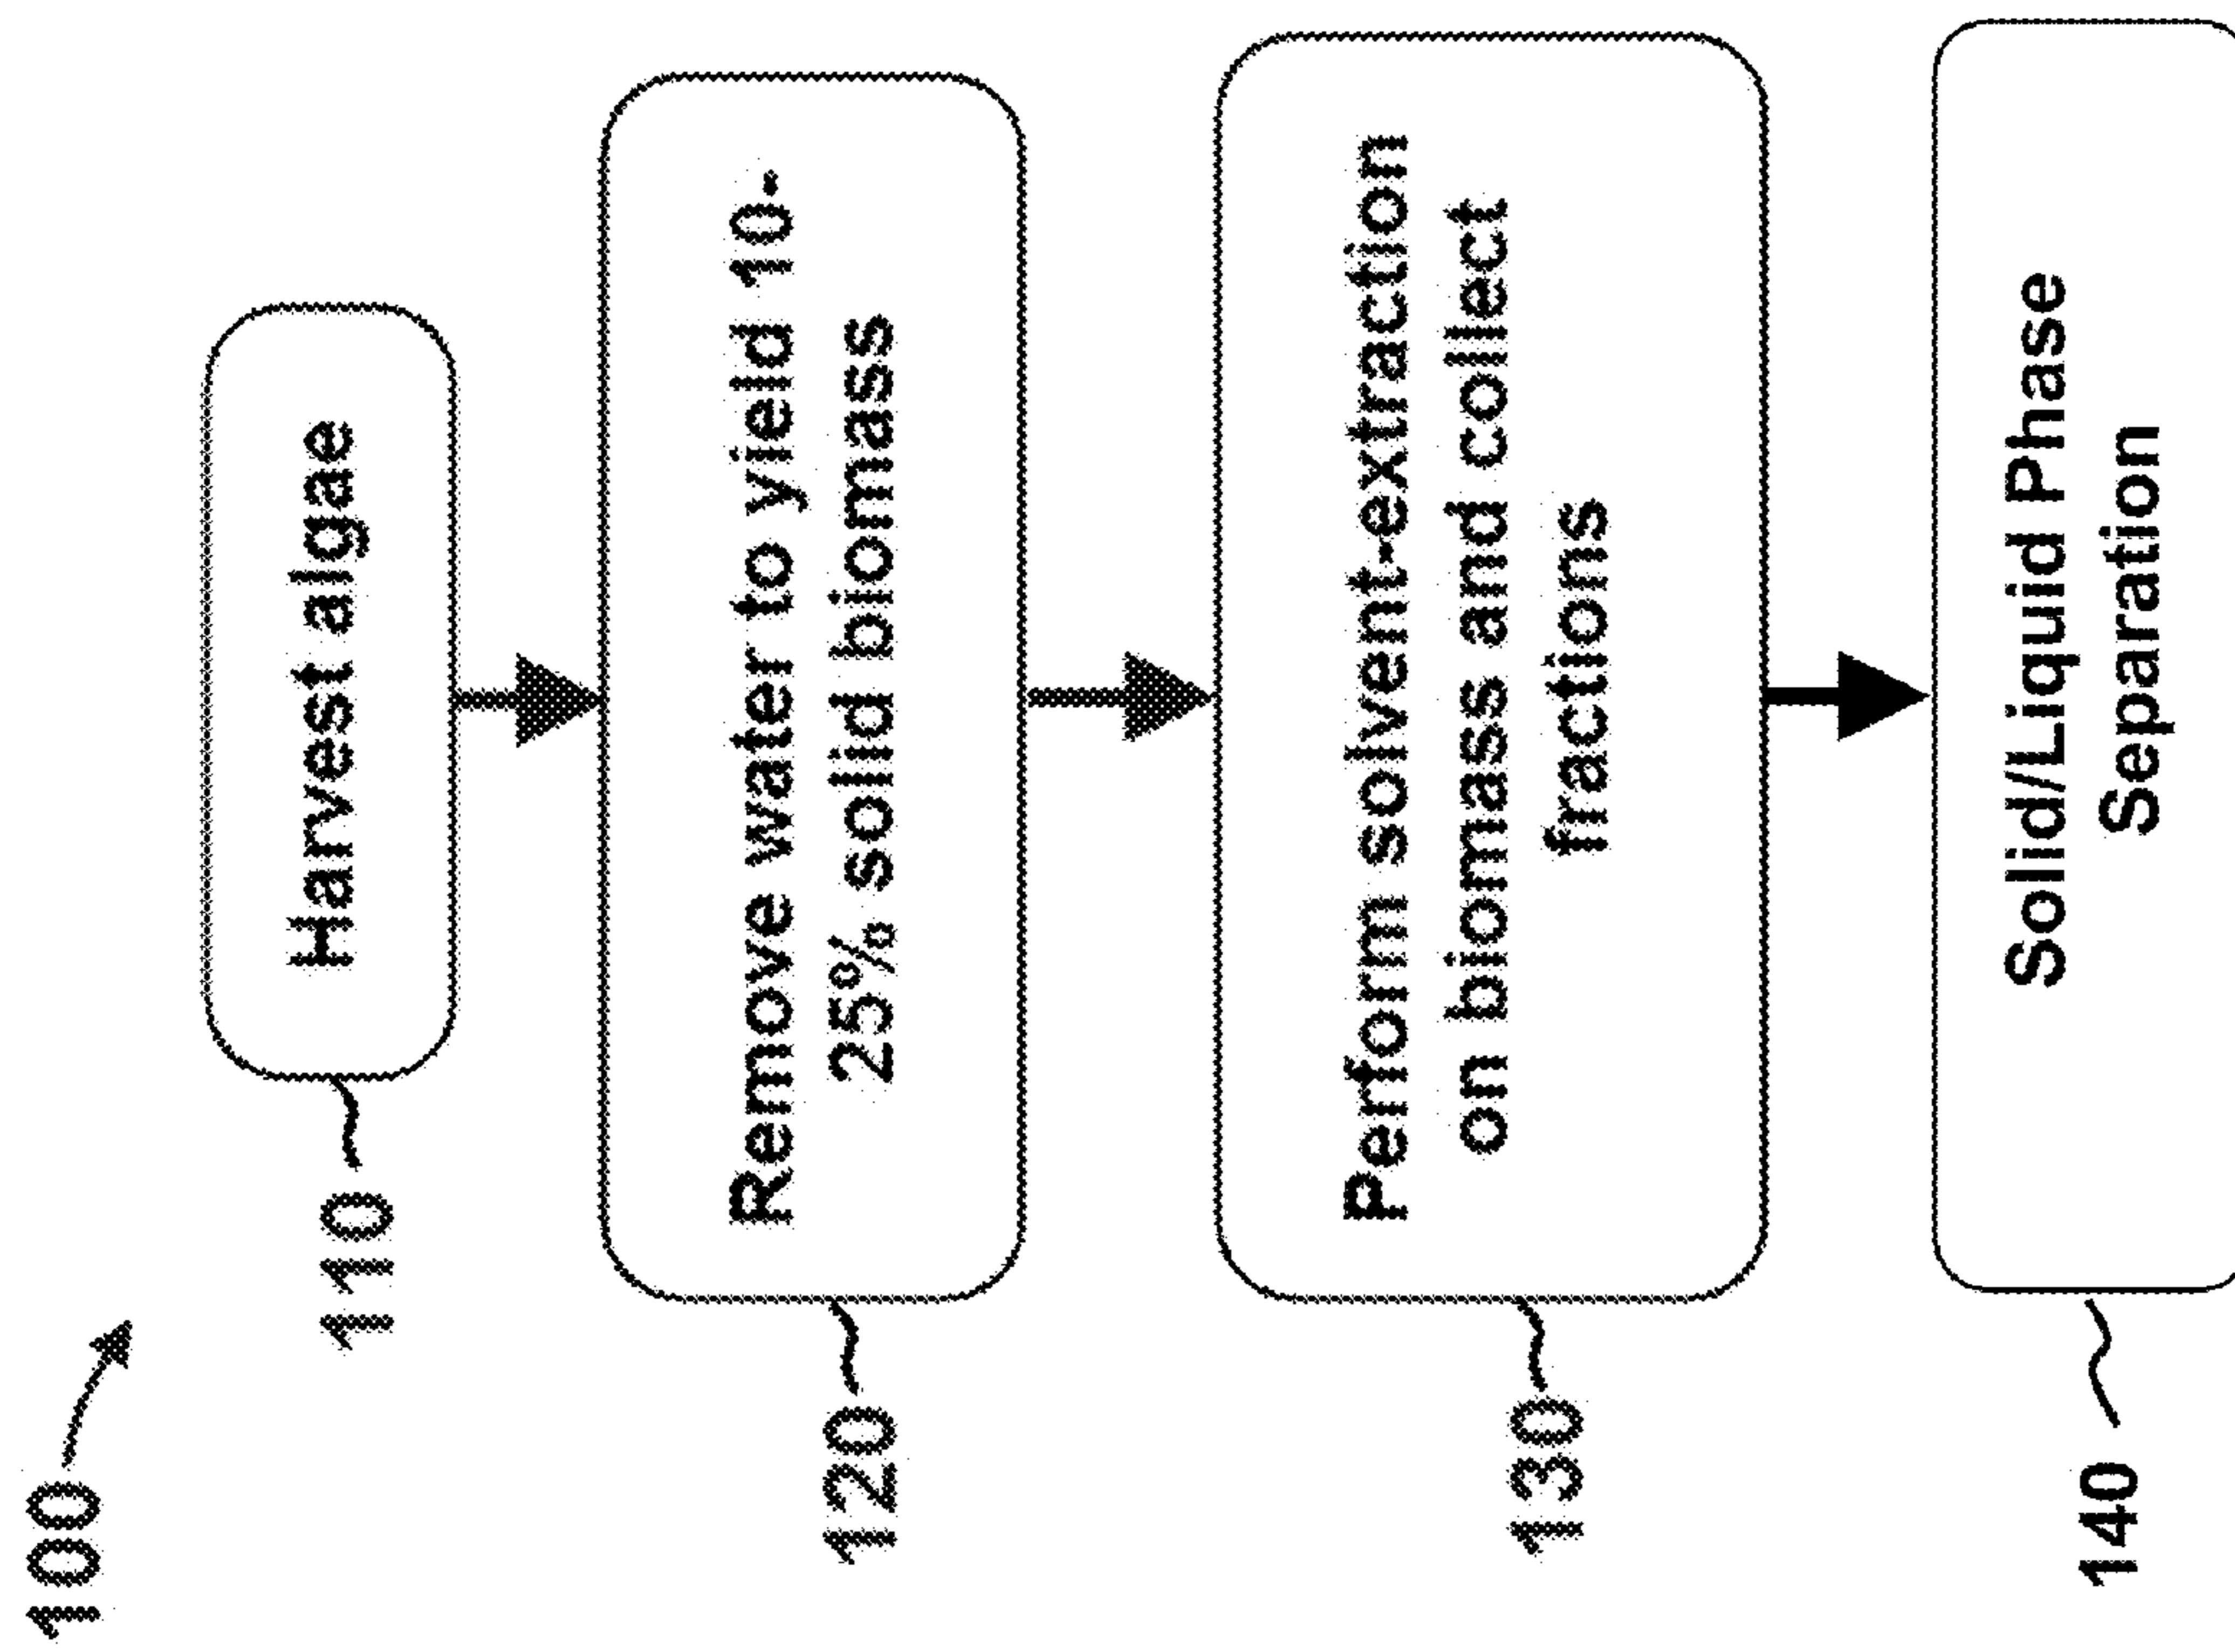 100
110
Harvest algae
120
Remove water to yield 10-
25% solid biomass
130
Perform solvent-extraction
on biomass and collect
fractions
140
Solid/Liquid Phase
Separation